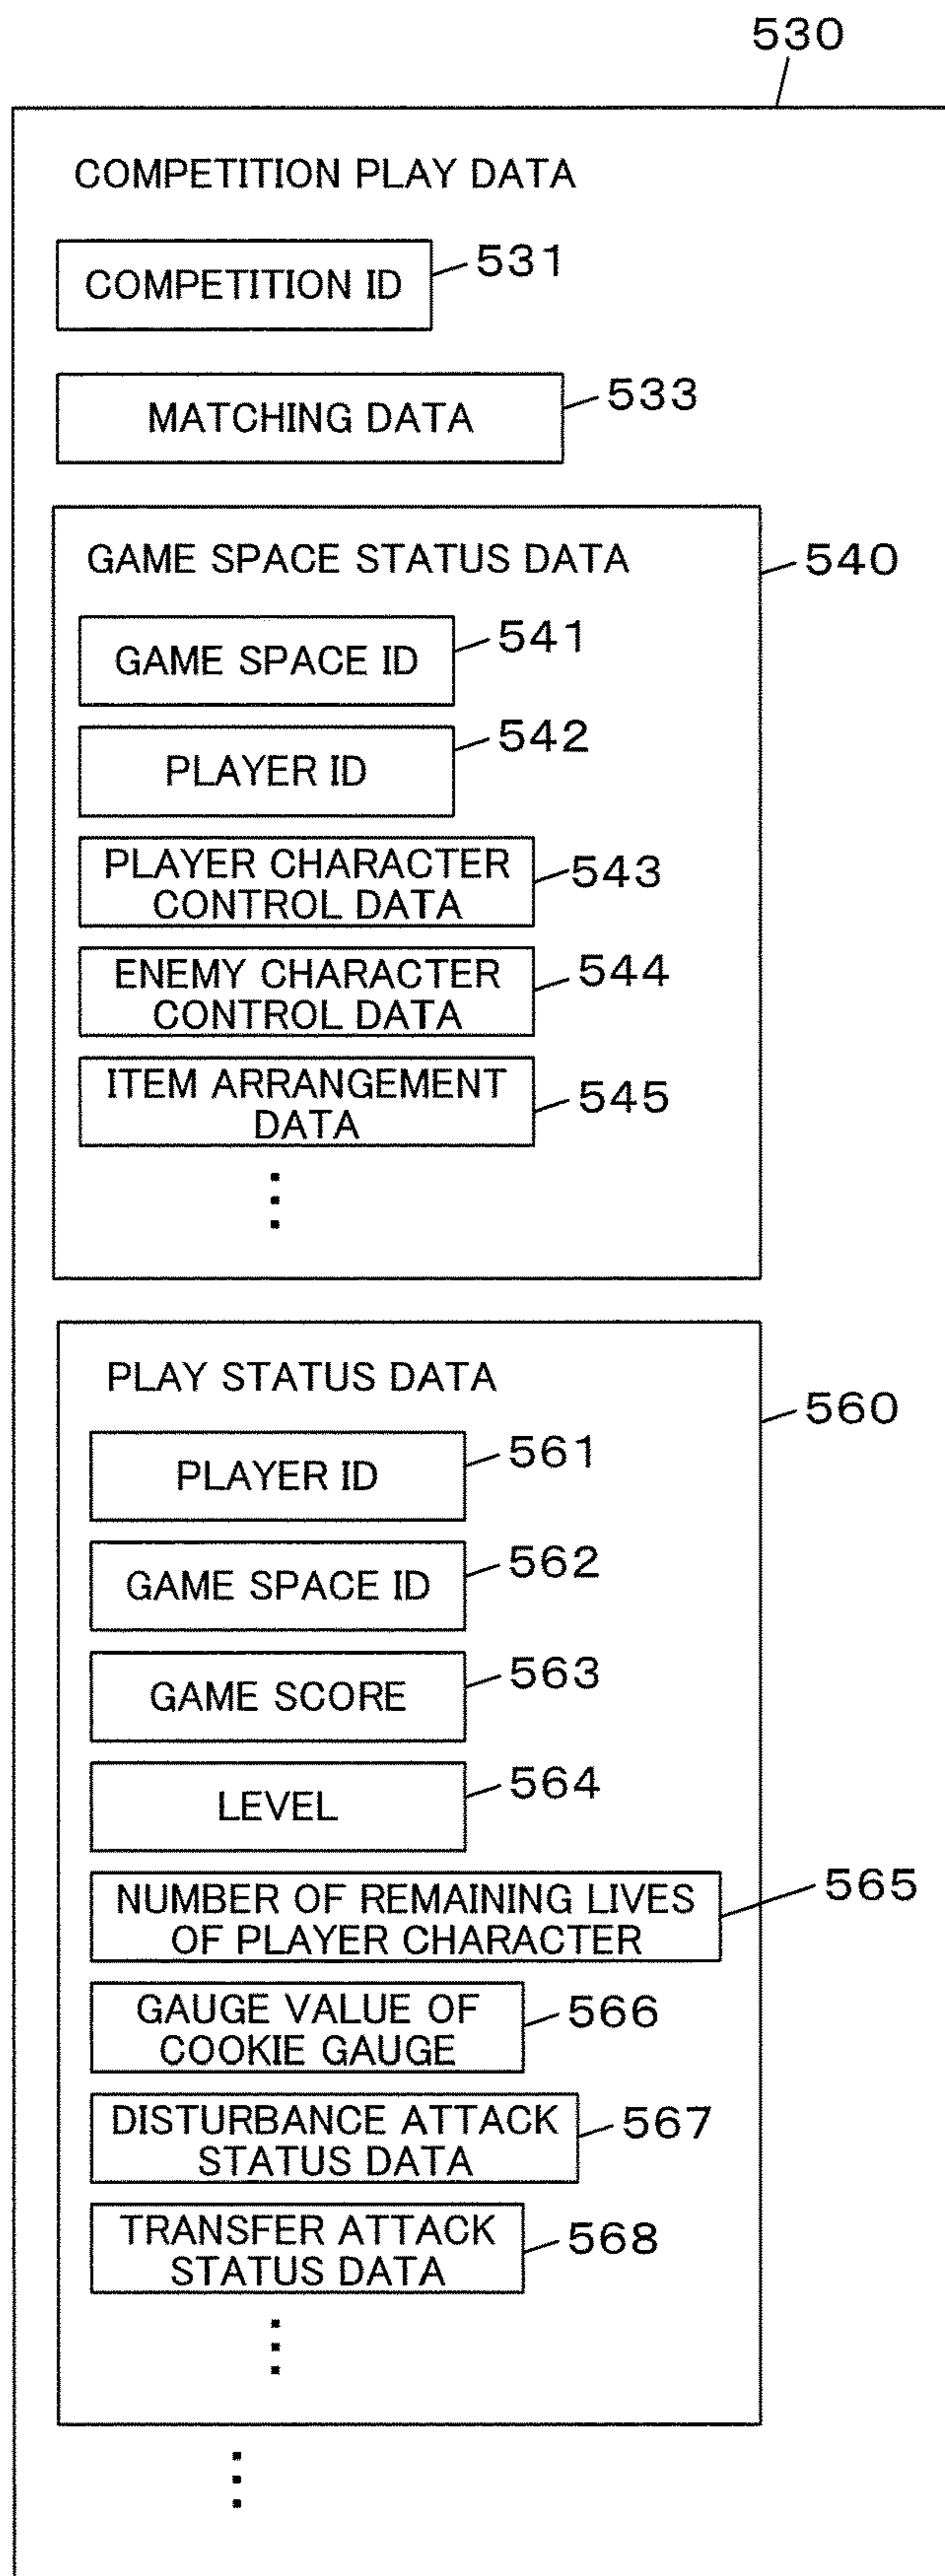 530
COMPETITION PLAY DATA
COMPETITION ID
531
MATCHING DATA
533
GAME SPACE STATUS DATA
540
GAME SPACE ID
541
PLAYER ID
542
PLAYER CHARACTER
CONTROL DATA
543
ENEMY CHARACTER
CONTROL DATA
544
ITEM ARRANGEMENT
DATA
545
PLAY STATUS DATA
560
PLAYER ID
561
GAME SPACE ID
562
GAME SCORE
563
LEVEL
564
NUMBER OF REMAINING LIVES
OF PLAYER CHARACTER
565
GAUGE VALUE OF
COOKIE GAUGE
566
DISTURBANCE ATTACK
STATUS DATA
567
TRANSFER ATTACK
STATUS DATA
568